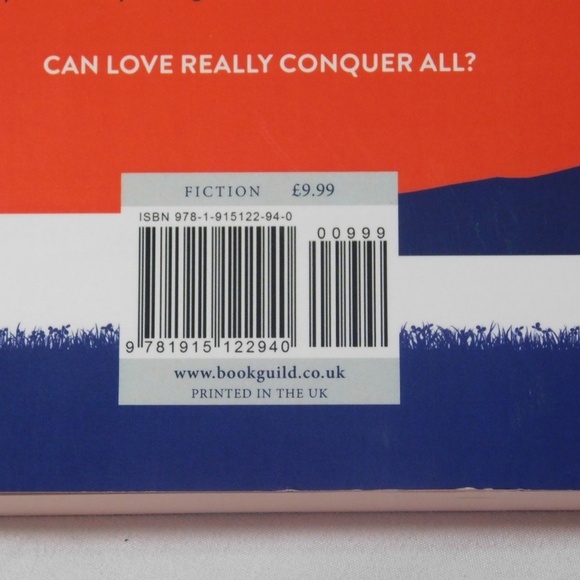 CAN LOVE REALLY CONQUER ALL?
FICTION £9.99
ISBN 978-1-915122-94-0
00999
9 781915 122940
www.bookguild.co.uk
PRINTED IN THE UK